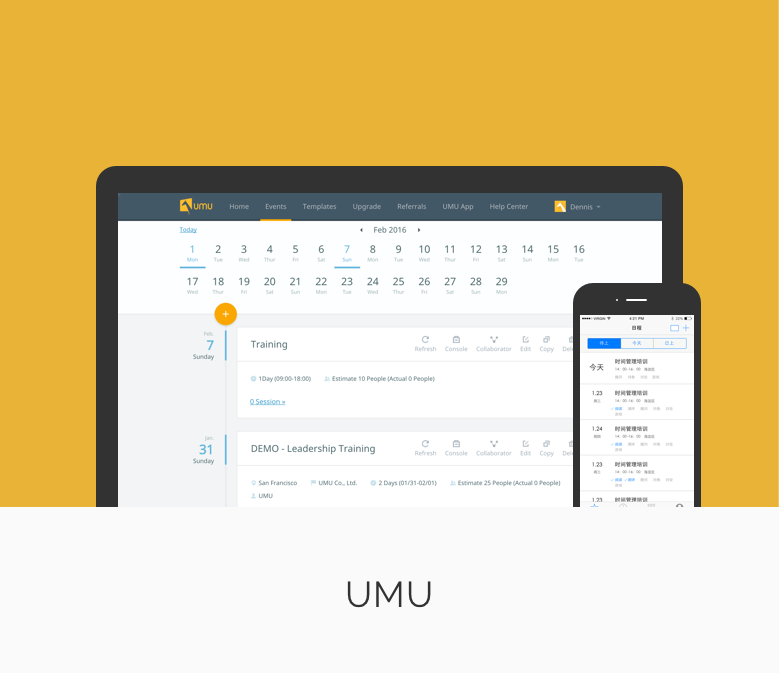 UMU Home Events Templates Upgrade Referrals UMU App Help Center Dennis
Today
Feb 2016
1 2 3 4 5 6 7 8 9 10 11 12 13 14 15 16
Mon Tue Wed Thur Fri Sat Sun Mon Tue Wed Thur Fri Sat Sun Mon Tue
17 18 19 20 21 22 23 24 25 26 27 28 29
Wed Thur Fri Sat Sun Mon Tue Wed Thur Fri Sat Sun Mon
+
Feb.
7
Sunday
Training
Refresh Console Collaborator Edit Copy
1Day (09:00-18:00) Estimate 10 People (Actual 0 People)
0 Session »
Jan.
31
Sunday
DEMO - Leadership Training
Refresh Console Collaborator Edit Copy
San Francisco UMU Co., Ltd. 2 Days (01/31-02/01) Estimate 25 People (Actual 0 People)
UMU
VIRGIN 4:21 PM 22%
日程
今天
今天
时间管理培训
1.23
时间管理培训
1.24
时间管理培训
1.23
时间管理培训
1.23
时间管理培训
UMU